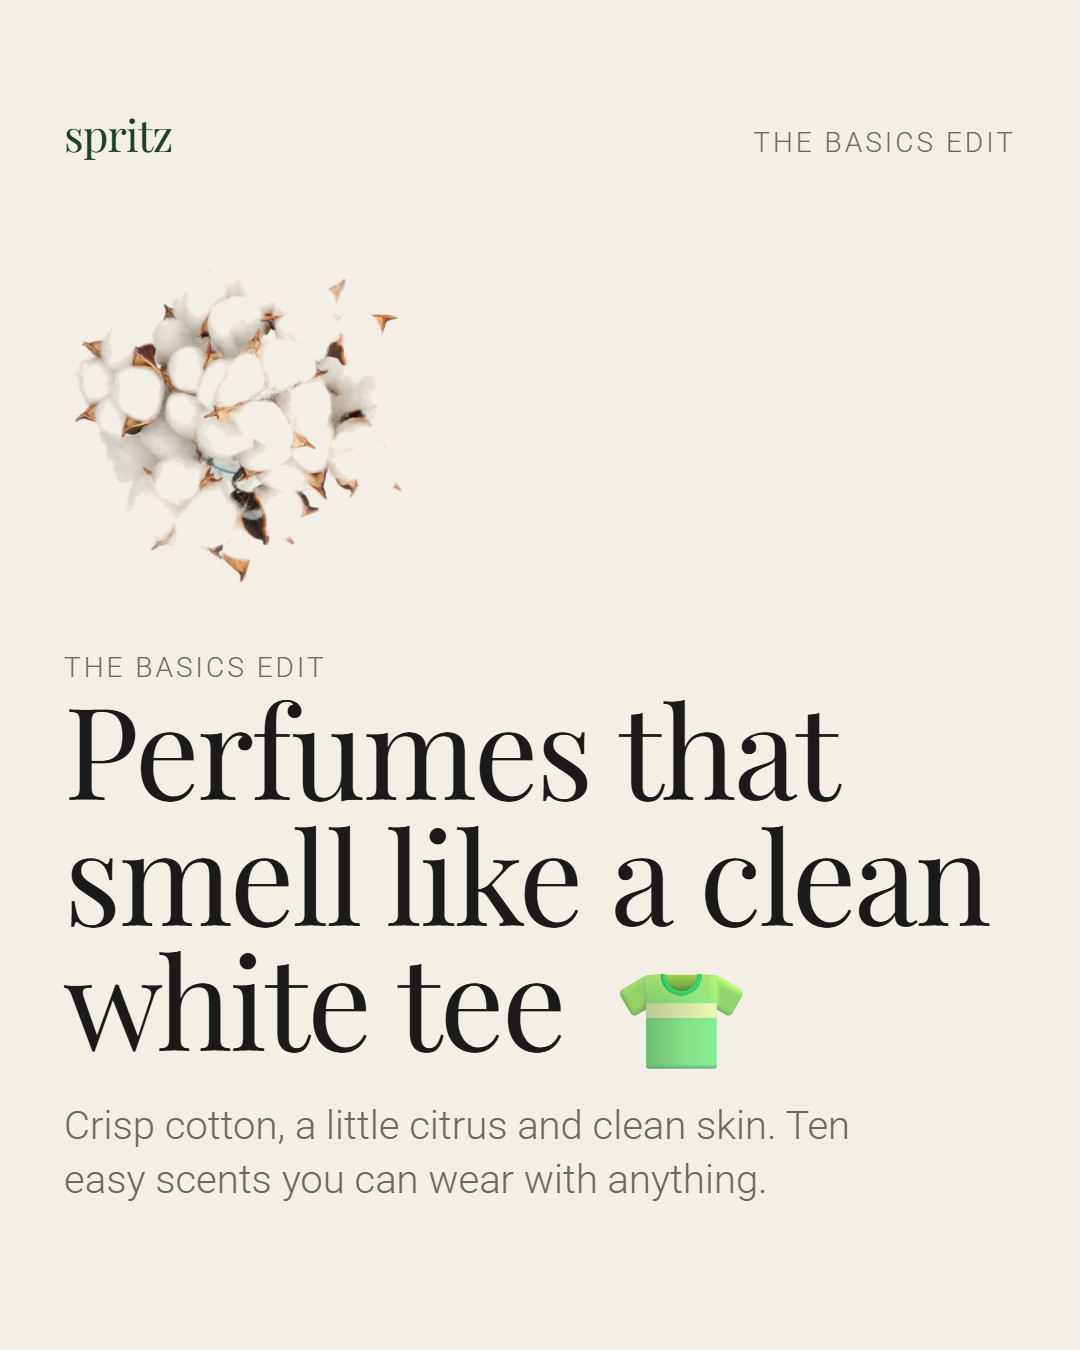 spritz
THE BASICS EDIT
THE BASICS EDIT
Perfumes that
smell like a clean
white tee 👕
Crisp cotton, a little citrus and clean skin. Ten
easy scents you can wear with anything.